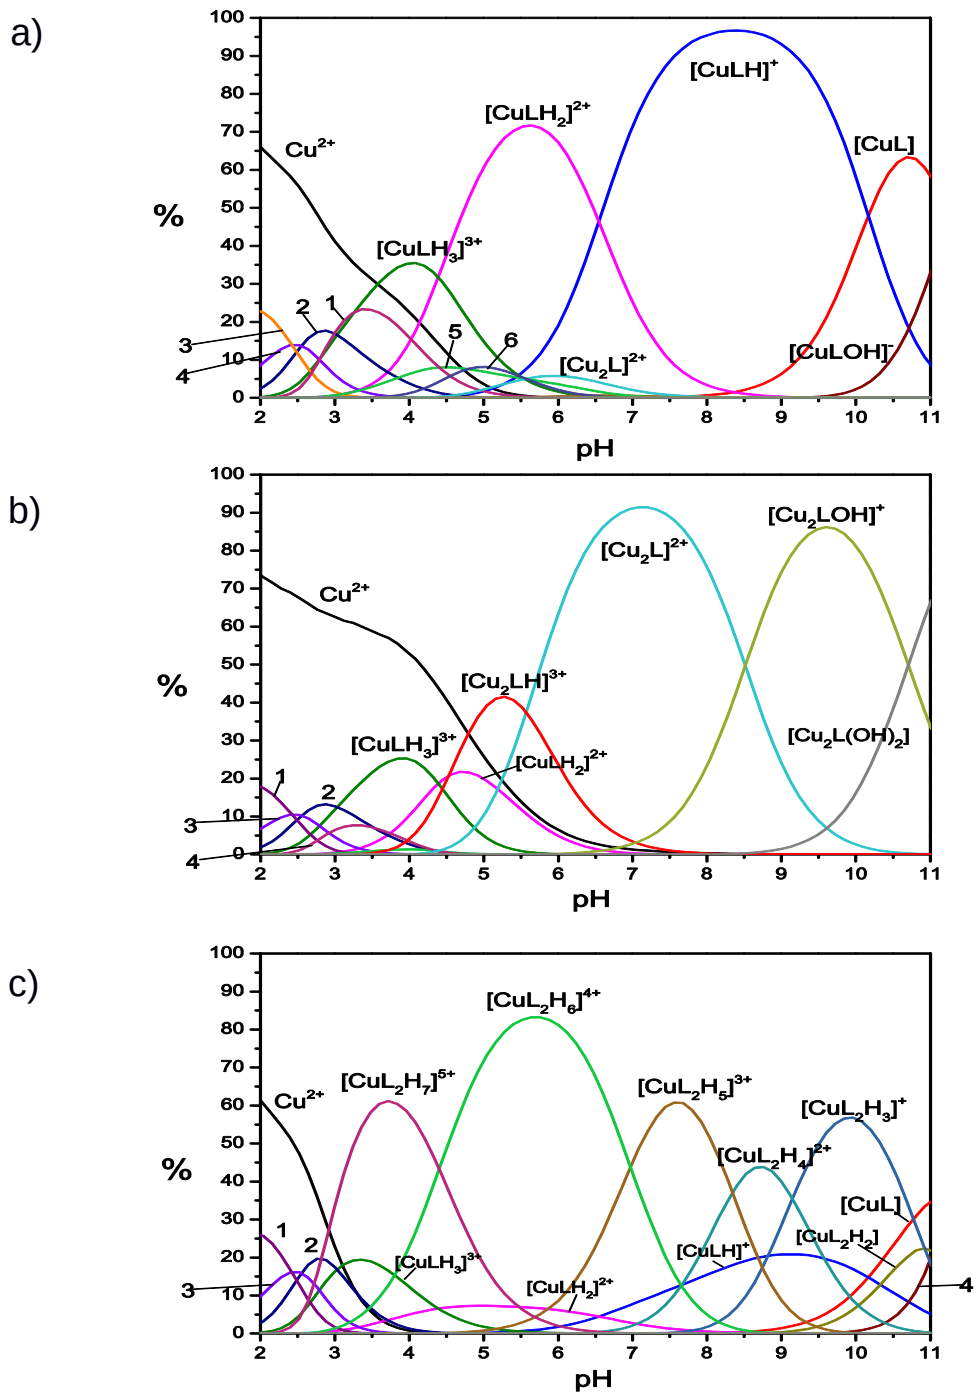 a)
100
90
80
70
60
50
40
30
20
10
0
%
Cu²⁺
[CuLH₃]³⁺
[CuLH₂]²⁺
[CuLH]⁺
[CuL]
[CuLOH]⁻
[Cu₂L]²⁺
1
2
3
4
5
6
2 3 4 5 6 7 8 9 10 11
pH
b)
100
90
80
70
60
50
40
30
20
10
0
%
Cu²⁺
[CuLH₃]³⁺
[Cu₂LH]³⁺
[CuLH₂]²⁺
[Cu₂L]²⁺
[Cu₂LOH]⁺
[Cu₂L(OH)₂]
1
2
3
4
2 3 4 5 6 7 8 9 10 11
pH
c)
100
90
80
70
60
50
40
30
20
10
0
%
Cu²⁺
[CuL₂H₇]⁵⁺
[CuL₂H₆]⁴⁺
[CuL₂H₅]³⁺
[CuL₂H₄]²⁺
[CuL₂H₃]⁺
[CuL]
[CuL₂H₂]
[CuLH]⁺
[CuLH₃]³⁺
[CuLH₂]²⁺
1
2
3
4
2 3 4 5 6 7 8 9 10 11
pH